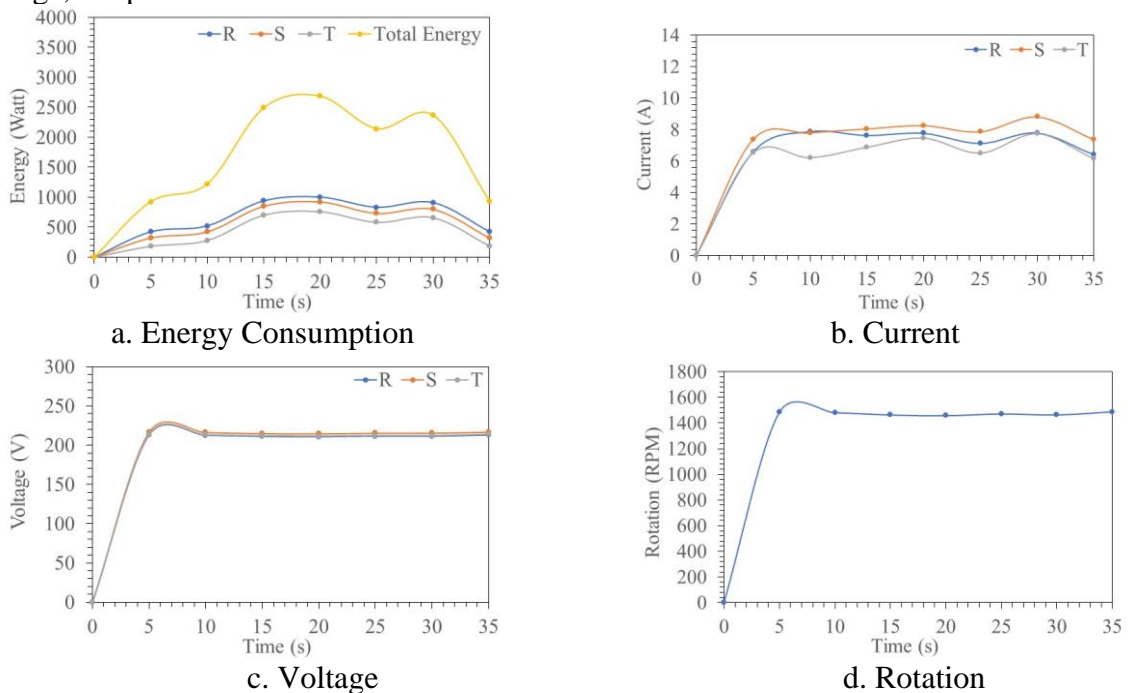 R S T Total Energy
4000
3500
3000
2500
2000
1500
1000
500
0
Energy (Watt)
0 5 10 15 20 25 30 35
Time (s)
a. Energy Consumption
R S T
14
12
10
8
6
4
2
0
Current (A)
0 5 10 15 20 25 30 35
Time (s)
b. Current
R S T
300
250
200
150
100
50
0
Voltage (V)
0 5 10 15 20 25 30 35
Time (s)
c. Voltage
1800
1600
1400
1200
1000
800
600
400
200
0
Rotation (RPM)
0 5 10 15 20 25 30 35
Time (s)
d. Rotation